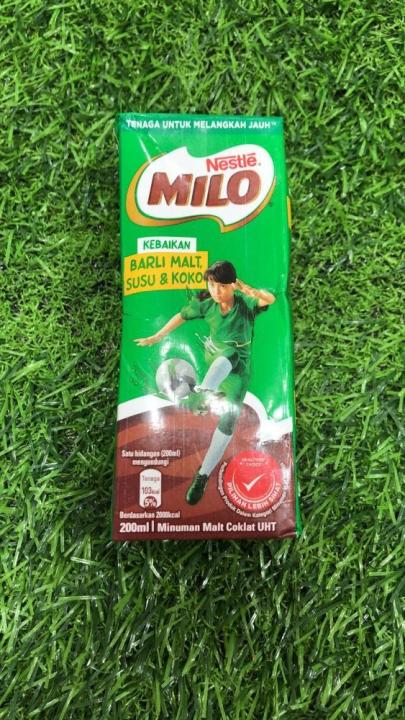 TENAGA UNTUK MELANGKAH JAUH™
Nestlé®
MILO®
KEBAIKAN
BARLI MALT,
SUSU & KOKO
Satu hidangan (200ml)
mengandungi
Tenaga
103kcal
5%
Berdasarkan 2000kcal
PILIHAN LEBIH SIHAT
200ml | Minuman Malt Coklat UHT